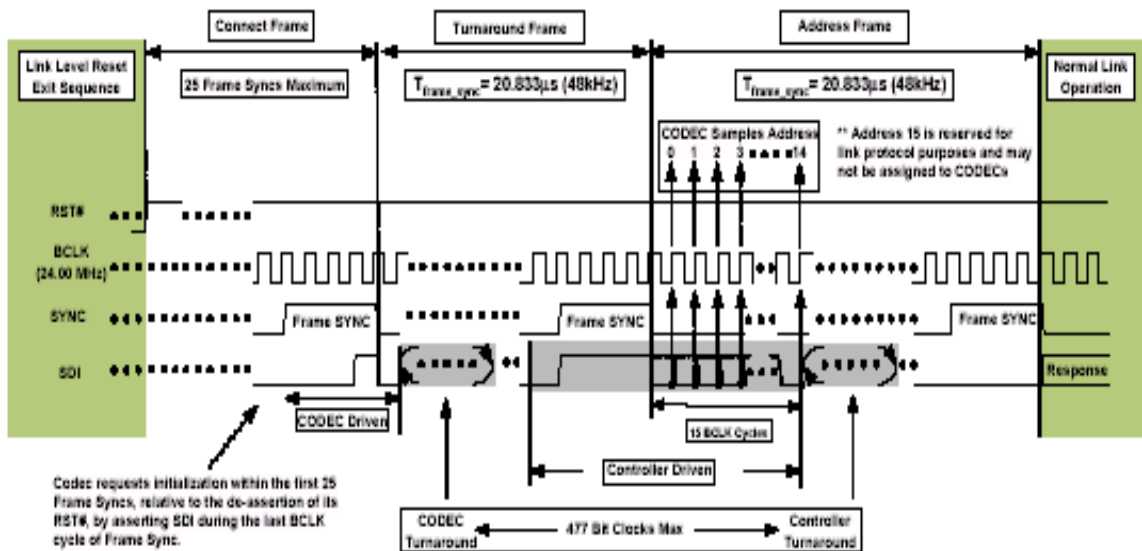 Connect Frame
Turnaround Frame
Address Frame
Link Level Reset
Exit Sequence
25 Frame Syncs Maximum
Tframe_sync= 20.833µs (48kHz)
Tframe_sync= 20.833µs (48kHz)
Normal Link
Operation
CODEC Samples Address
0 1 2 3 14
** Address 15 is reserved for
link protocol purposes and may
not be assigned to CODECs
RST#
BCLK
(24.00 MHz)
SYNC
Frame SYNC
Frame SYNC
Frame SYNC
SDI
Response
CODEC Driven
15 BCLK Cycles
Controller Driven
Codec requests initialization within the first 25
Frame Syncs, relative to the de-assertion of its
RST#, by asserting SDI during the last BCLK
cycle of Frame Sync.
CODEC
Turnaround
477 Bit Clocks Max
Controller
Turnaround